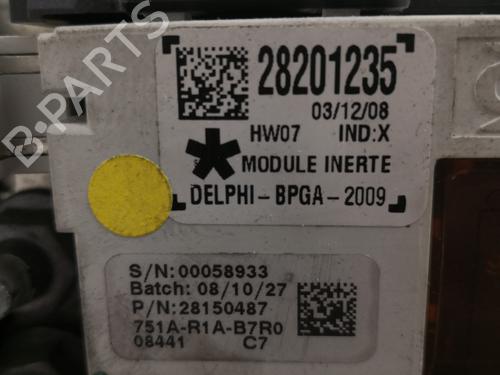 28201235
03/12/08
HW07 IND:X
MODULE INERTE
DELPHI-BPGA-2009
S/N:00058933
Batch: 08/10/27
P/N:28150487
751A-R1A-B7R0
08441 C7